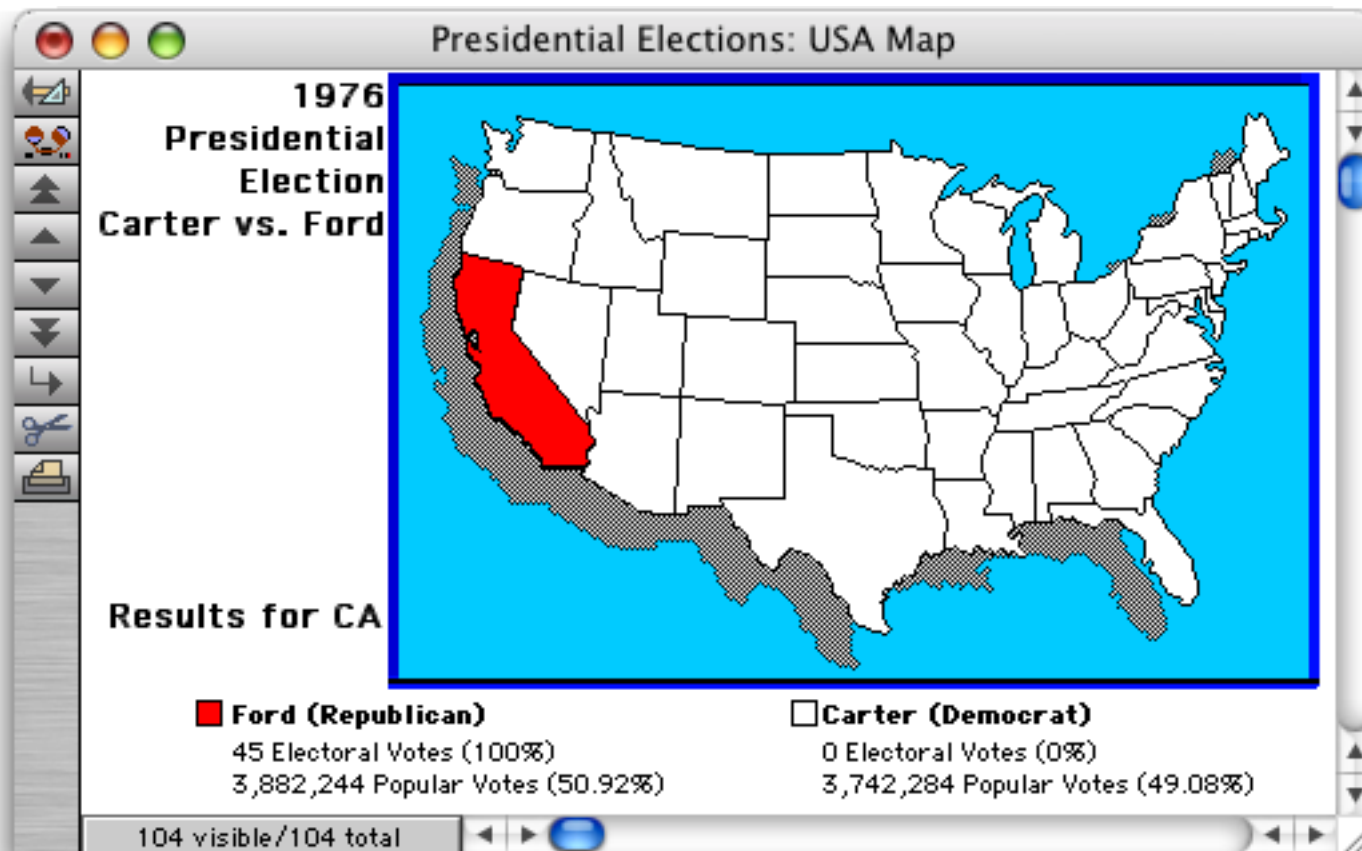 Presidential Elections: USA Map
1976
Presidential
Election
Carter vs. Ford
Results for CA
Ford (Republican)
45 Electoral Votes (100%)
3,882,244 Popular Votes (50.92%)
Carter (Democrat)
0 Electoral Votes (0%)
3,742,284 Popular Votes (49.08%)
104 visible/104 total